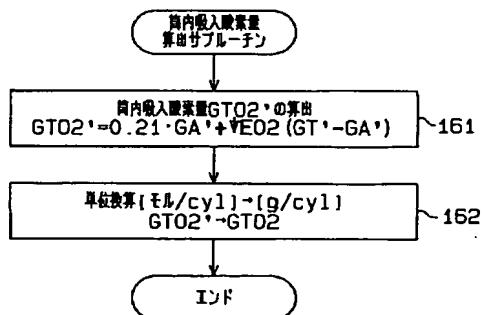 筒内吸入酸素量
算出サブルーチン
筒内吸入酸素量GTO2'の算出
GTO2'=0.21·GA'+ΨEO2(GT'-GA')
161
単位換算[モル/cyl]→[g/cyl]
GTO2'→GTO2
162
エンド